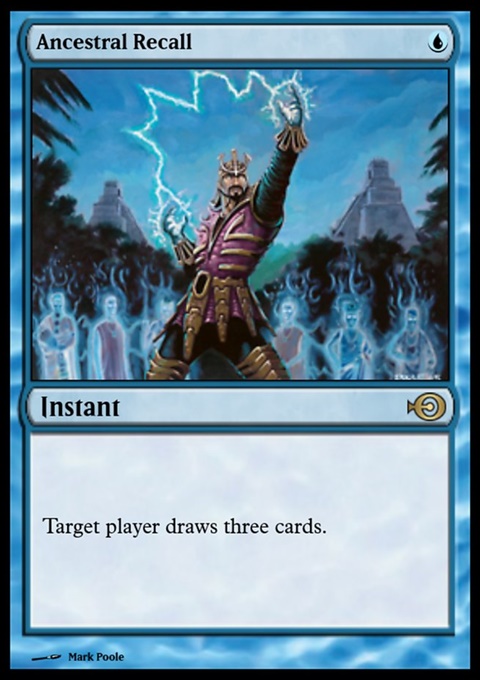 Ancestral Recall
Instant
Target player draws three cards.
Mark Poole